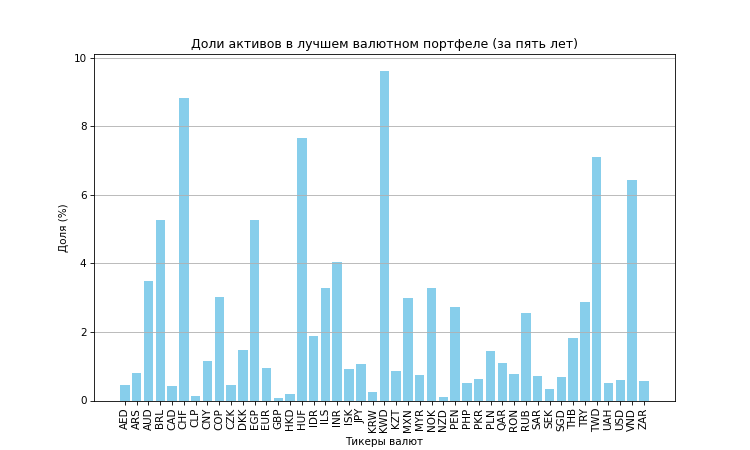 Доли активов в лучшем валютном портфеле (за пять лет)
Доля (%)
10
8
6
4
2
0
AED ARS AUD BRL CAD CHF CLP CNY COP CZK DKK EGP EUR GBP HKD HUF IDR ILS INR ISK JPY KRW KWD KZT MXN MYR NOK NZD PEN PHP PKR PLN QAR RON RUB SAR SEK SGD THB TRY TWD UAH USD VND ZAR
Тикеры валют